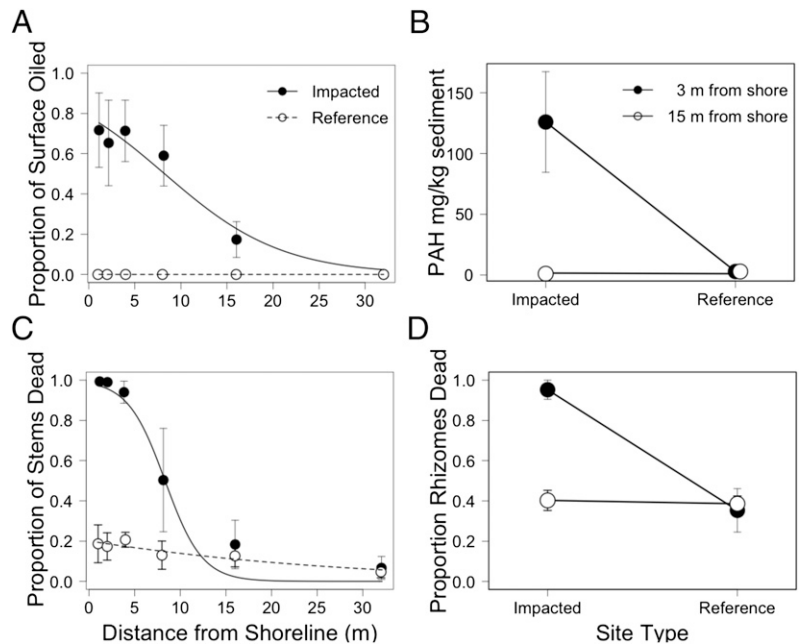 A
Proportion of Surface Oiled
1.0
0.8
0.6
0.4
0.2
0.0
Impacted
Reference
0 5 10 15 20 25 30
B
PAH mg/kg sediment
150
100
50
0
3 m from shore
15 m from shore
Impacted Reference
C
Proportion of Stems Dead
1.0
0.8
0.6
0.4
0.2
0.0
0 5 10 15 20 25 30
Distance from Shoreline (m)
D
Proportion Rhizomes Dead
1.0
0.8
0.6
0.4
0.2
0.0
Impacted Reference
Site Type